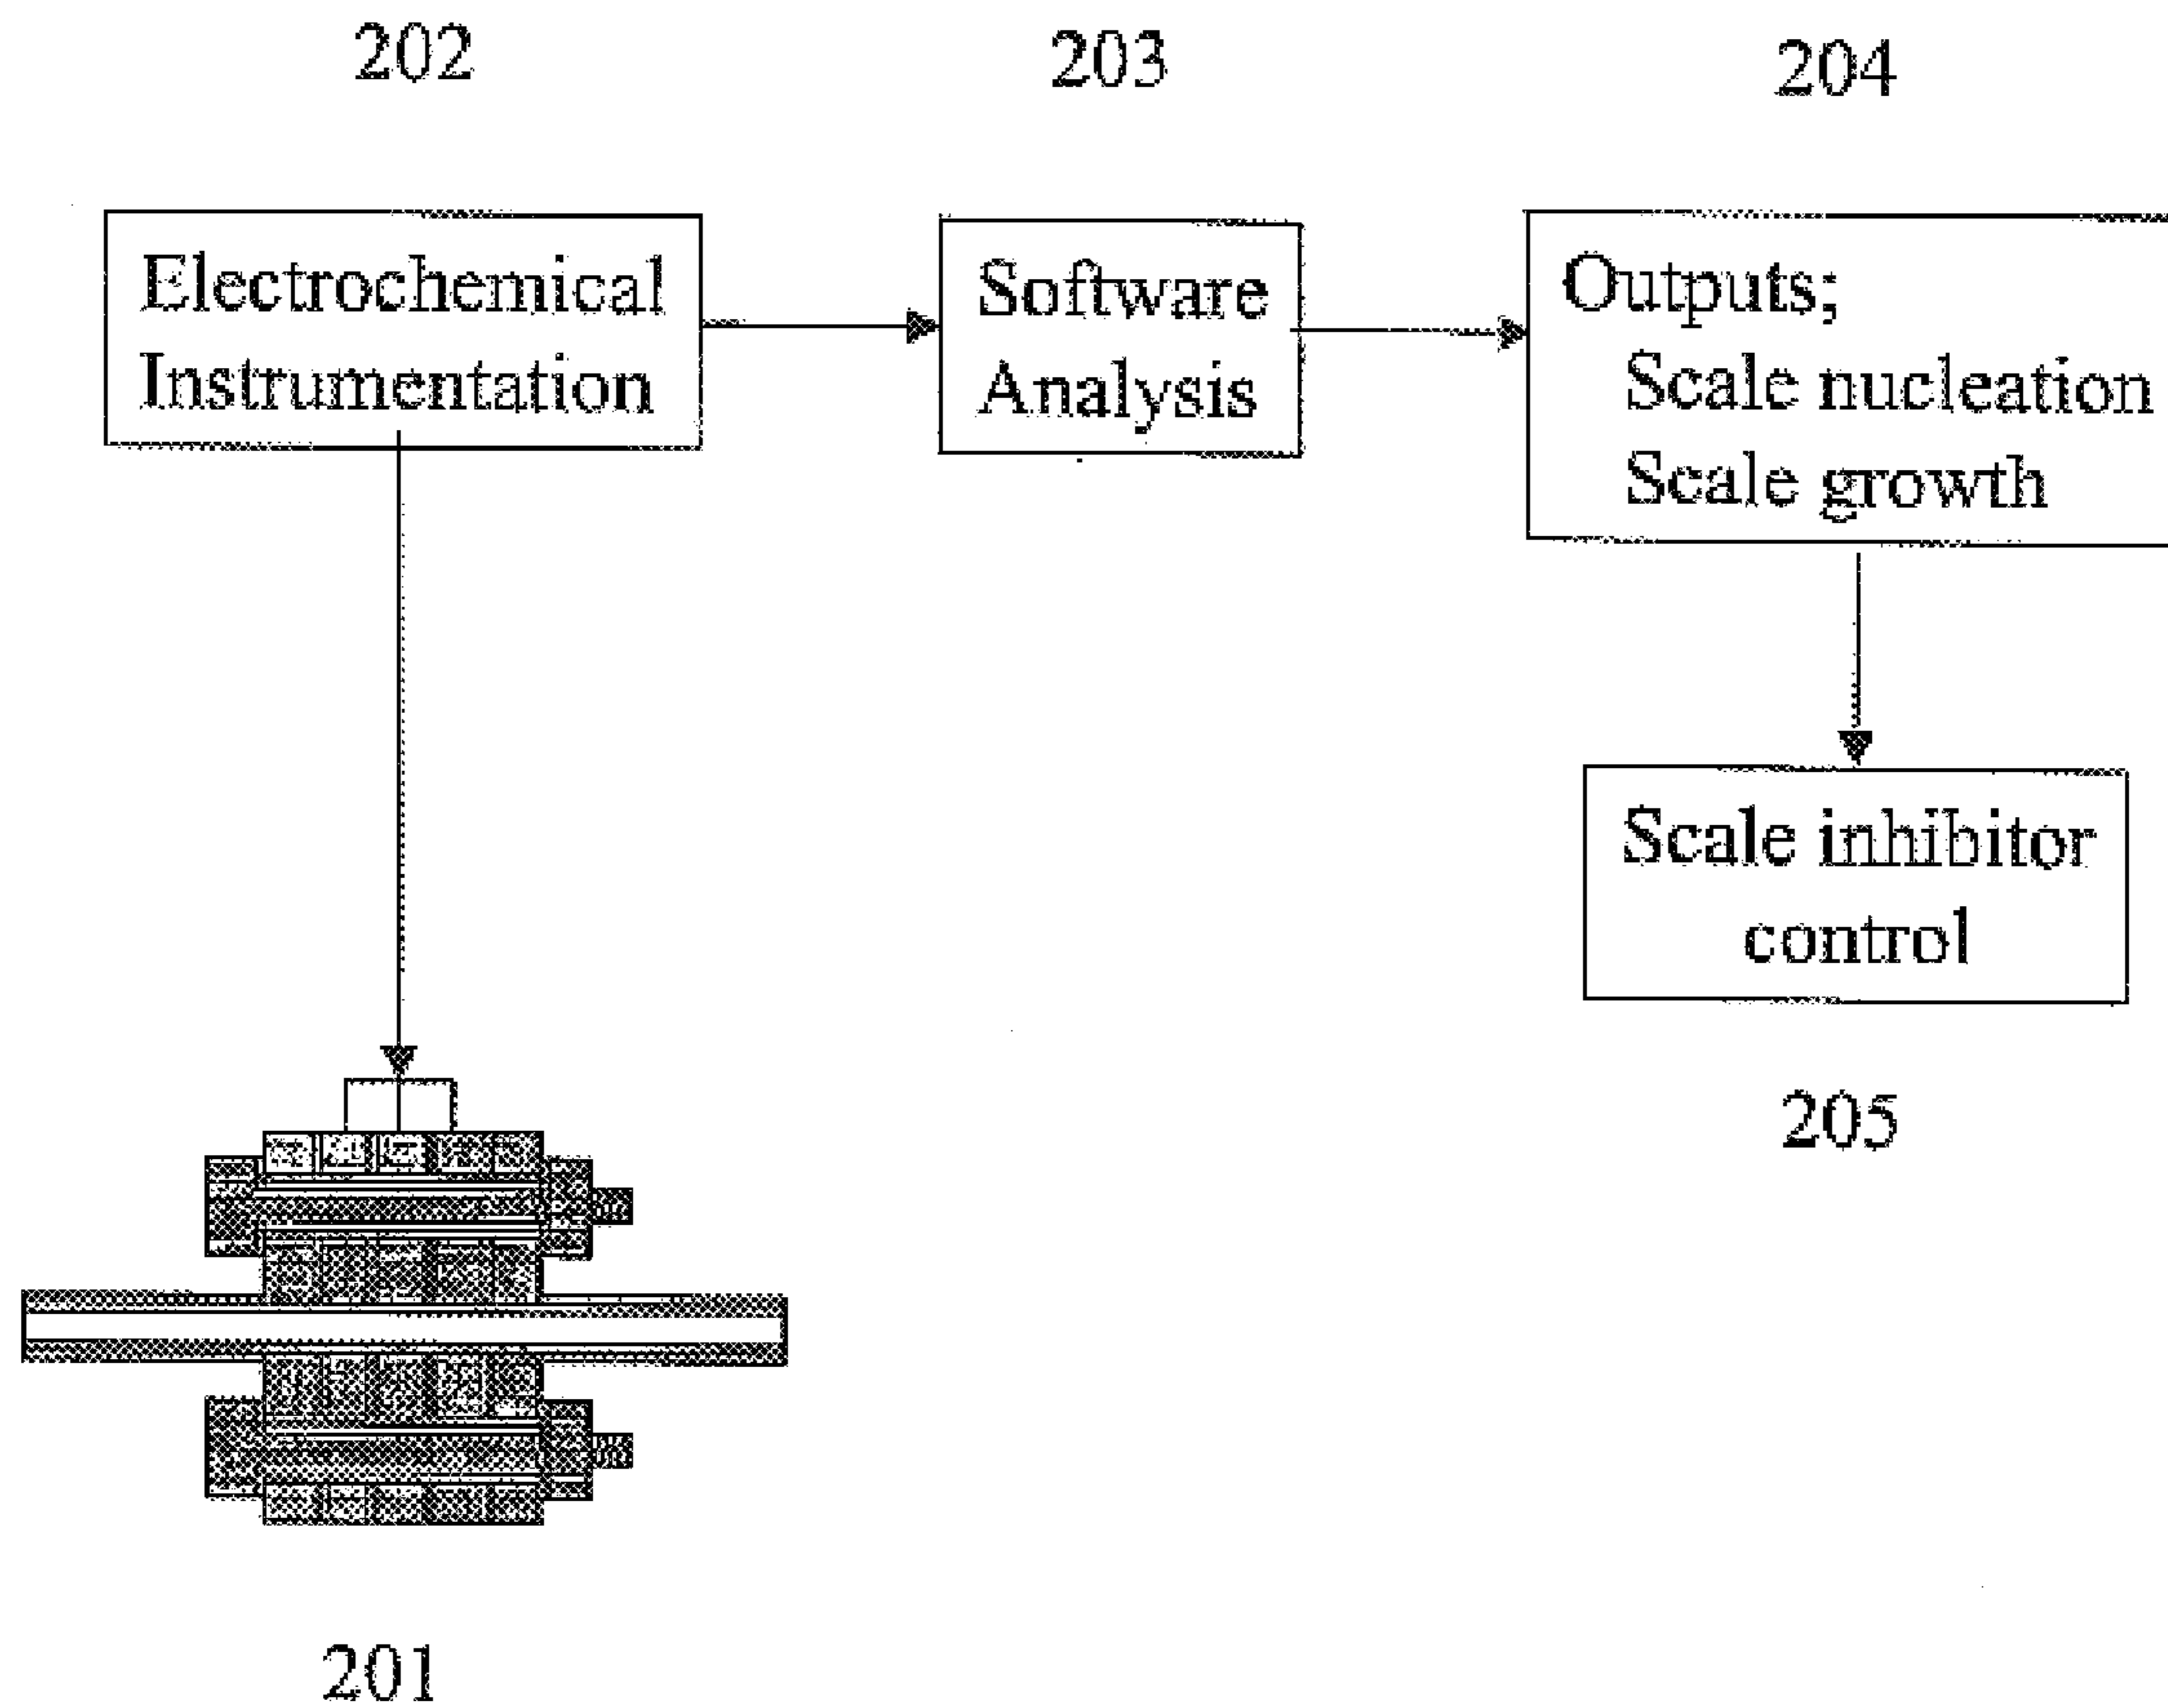 202
203
204
Electrochemical
Instrumentation
Software
Analysis
Outputs;
Scale nucleation
Scale growth
Scale inhibitor
control
205
201